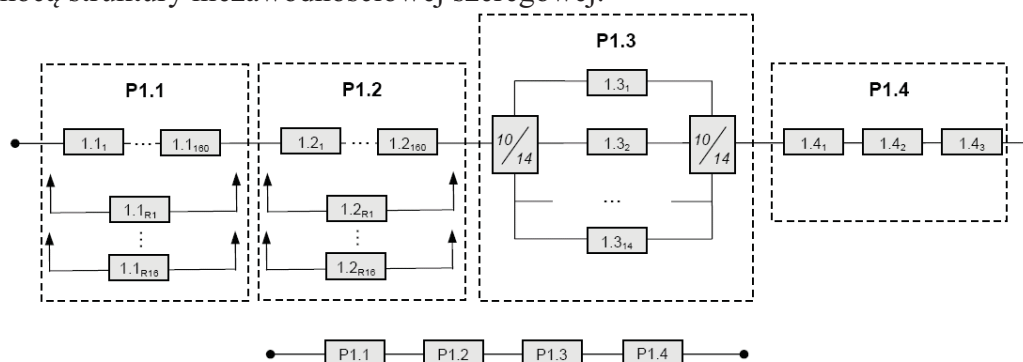 struktury niezawodnościowej szeregowej.
P1.1
P1.2
P1.3
P1.4
1.1₁ ... 1.1₁₆₀
1.2₁ ... 1.2₁₆₀
10/14
1.3₁
1.3₂
...
1.3₁₄
10/14
1.4₁ 1.4₂ 1.4₃
1.1R1
⋮
1.1R16
1.2R1
⋮
1.2R16
P1.1 P1.2 P1.3 P1.4